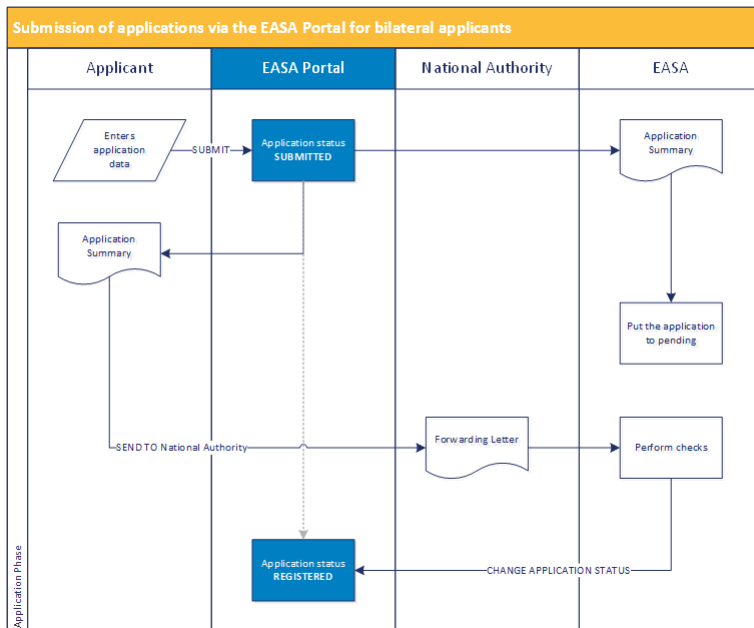 Submission of applications via the EASA Portal for bilateral applicants
Applicant
EASA Portal
National Authority
EASA
Enters
application
data
SUBMIT
Application status
SUBMITTED
Application
Summary
Application
Summary
Put the application
to pending
SEND TO National Authority
Forwarding Letter
Perform checks
Application status
REGISTERED
CHANGE APPLICATION STATUS
Application Phase